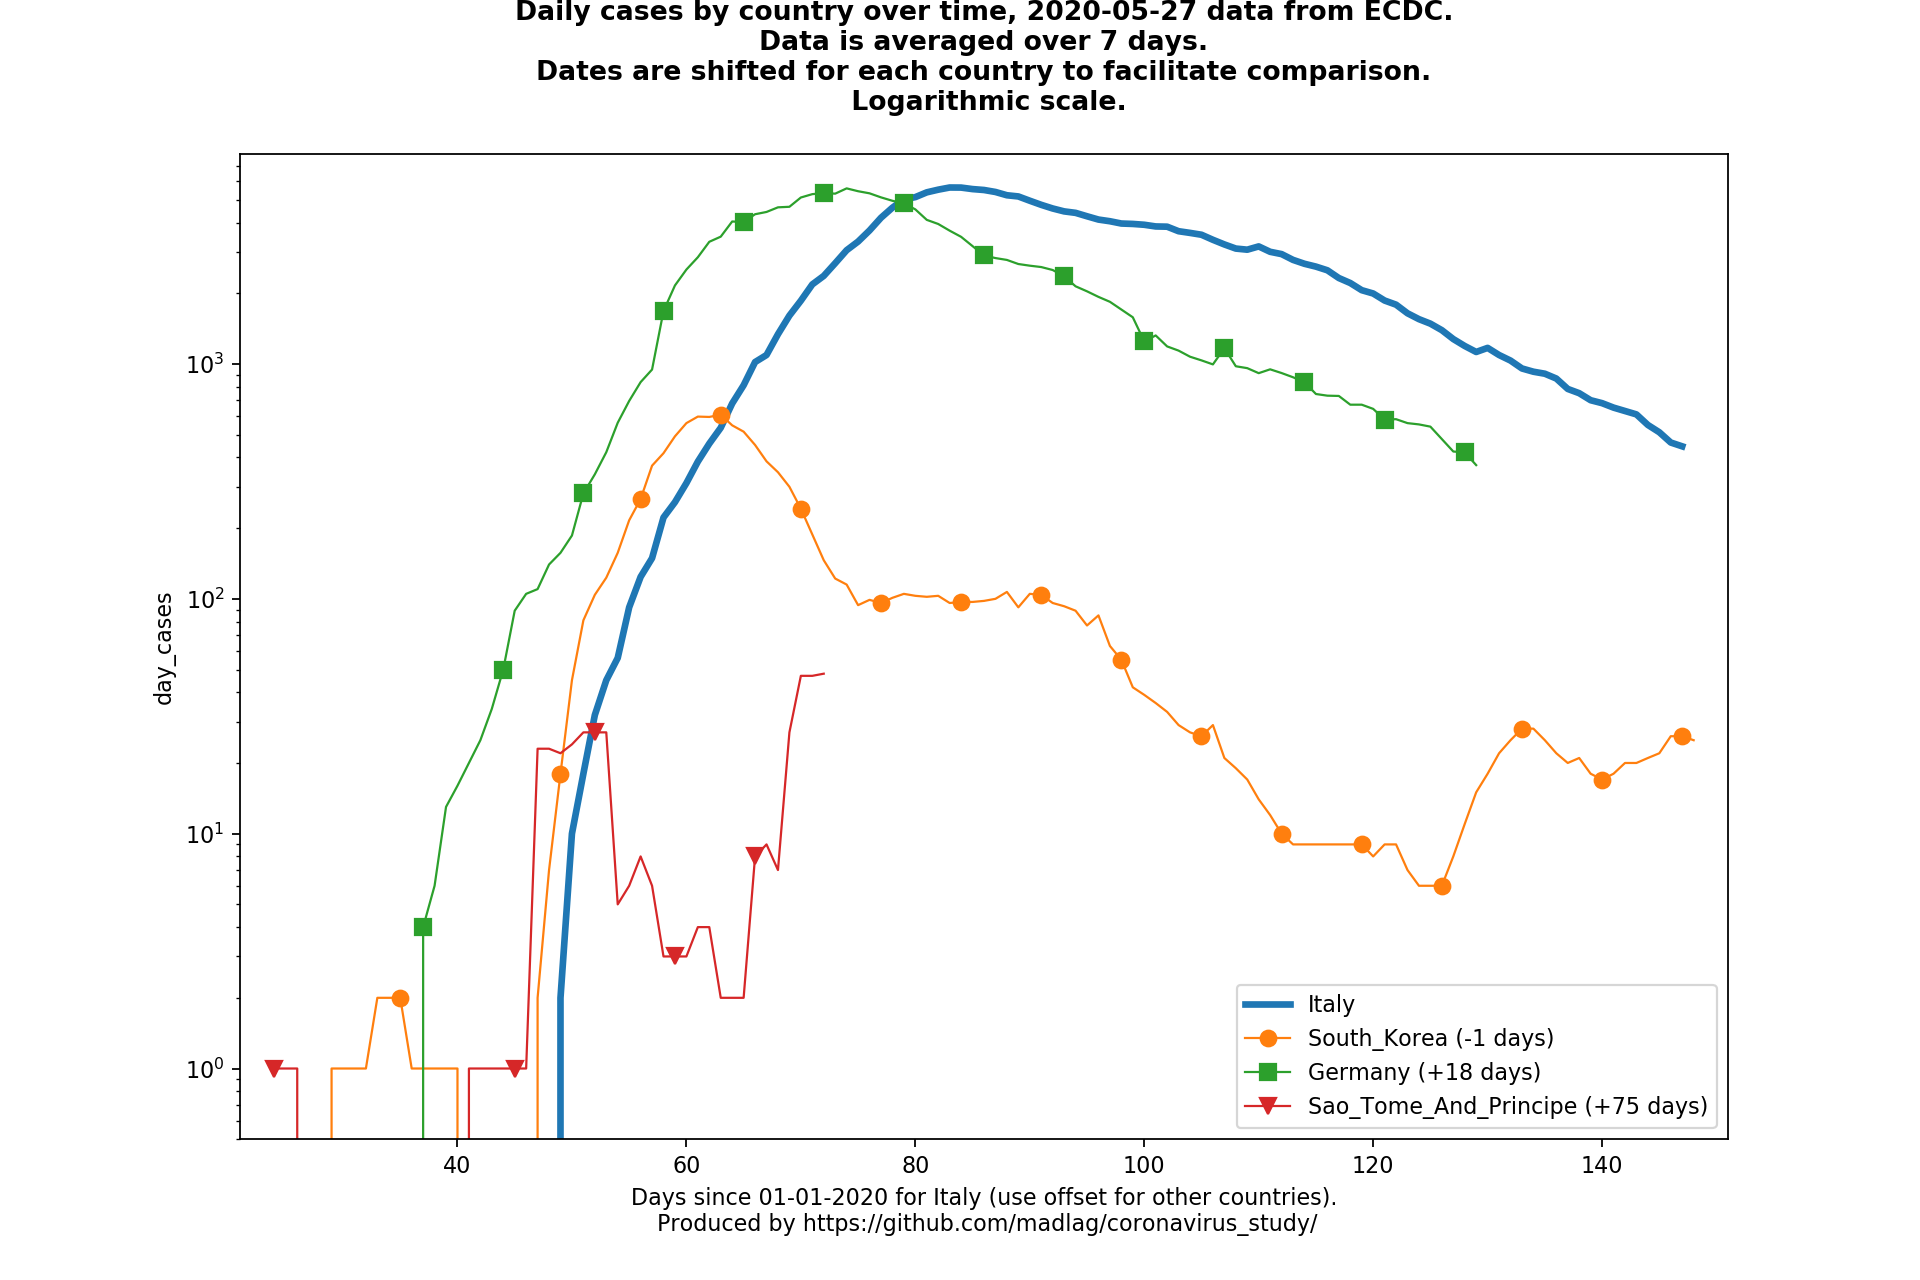 Daily cases by country over time, 2020-05-27 data from ECDC.
Data is averaged over 7 days.
Dates are shifted for each country to facilitate comparison.
Logarithmic scale.
10³
10²
10¹
10⁰
day_cases
40 60 80 100 120 140
Days since 01-01-2020 for Italy (use offset for other countries).
Produced by https://github.com/madlag/coronavirus_study/
Italy
South_Korea (-1 days)
Germany (+18 days)
Sao_Tome_And_Principe (+75 days)